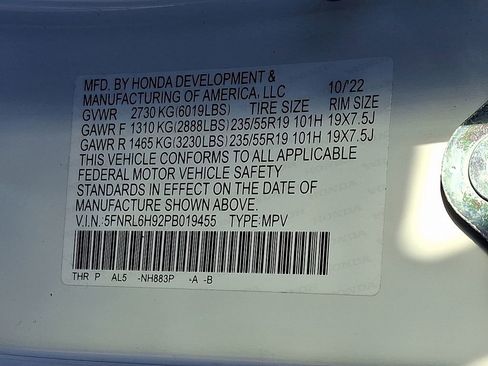 MFD. BY HONDA DEVELOPMENT &
MANUFACTURING OF AMERICA, LLC 10/22
GVWR 2730 KG(6019LBS) TIRE SIZE RIM SIZE
GAWR F 1310 KG(2888LBS) 235/55R19 101H 19X7.5J
GAWR R 1465 KG(3230LBS) 235/55R19 101H 19X7.5J
THIS VEHICLE CONFORMS TO ALL APPLICABLE
FEDERAL MOTOR VEHICLE SAFETY
STANDARDS IN EFFECT ON THE DATE OF
MANUFACTURE SHOWN ABOVE.
V.I.N.: 5FNRL6H92PB019455 TYPE: MPV
THR P AL5 -NH883P -A -B